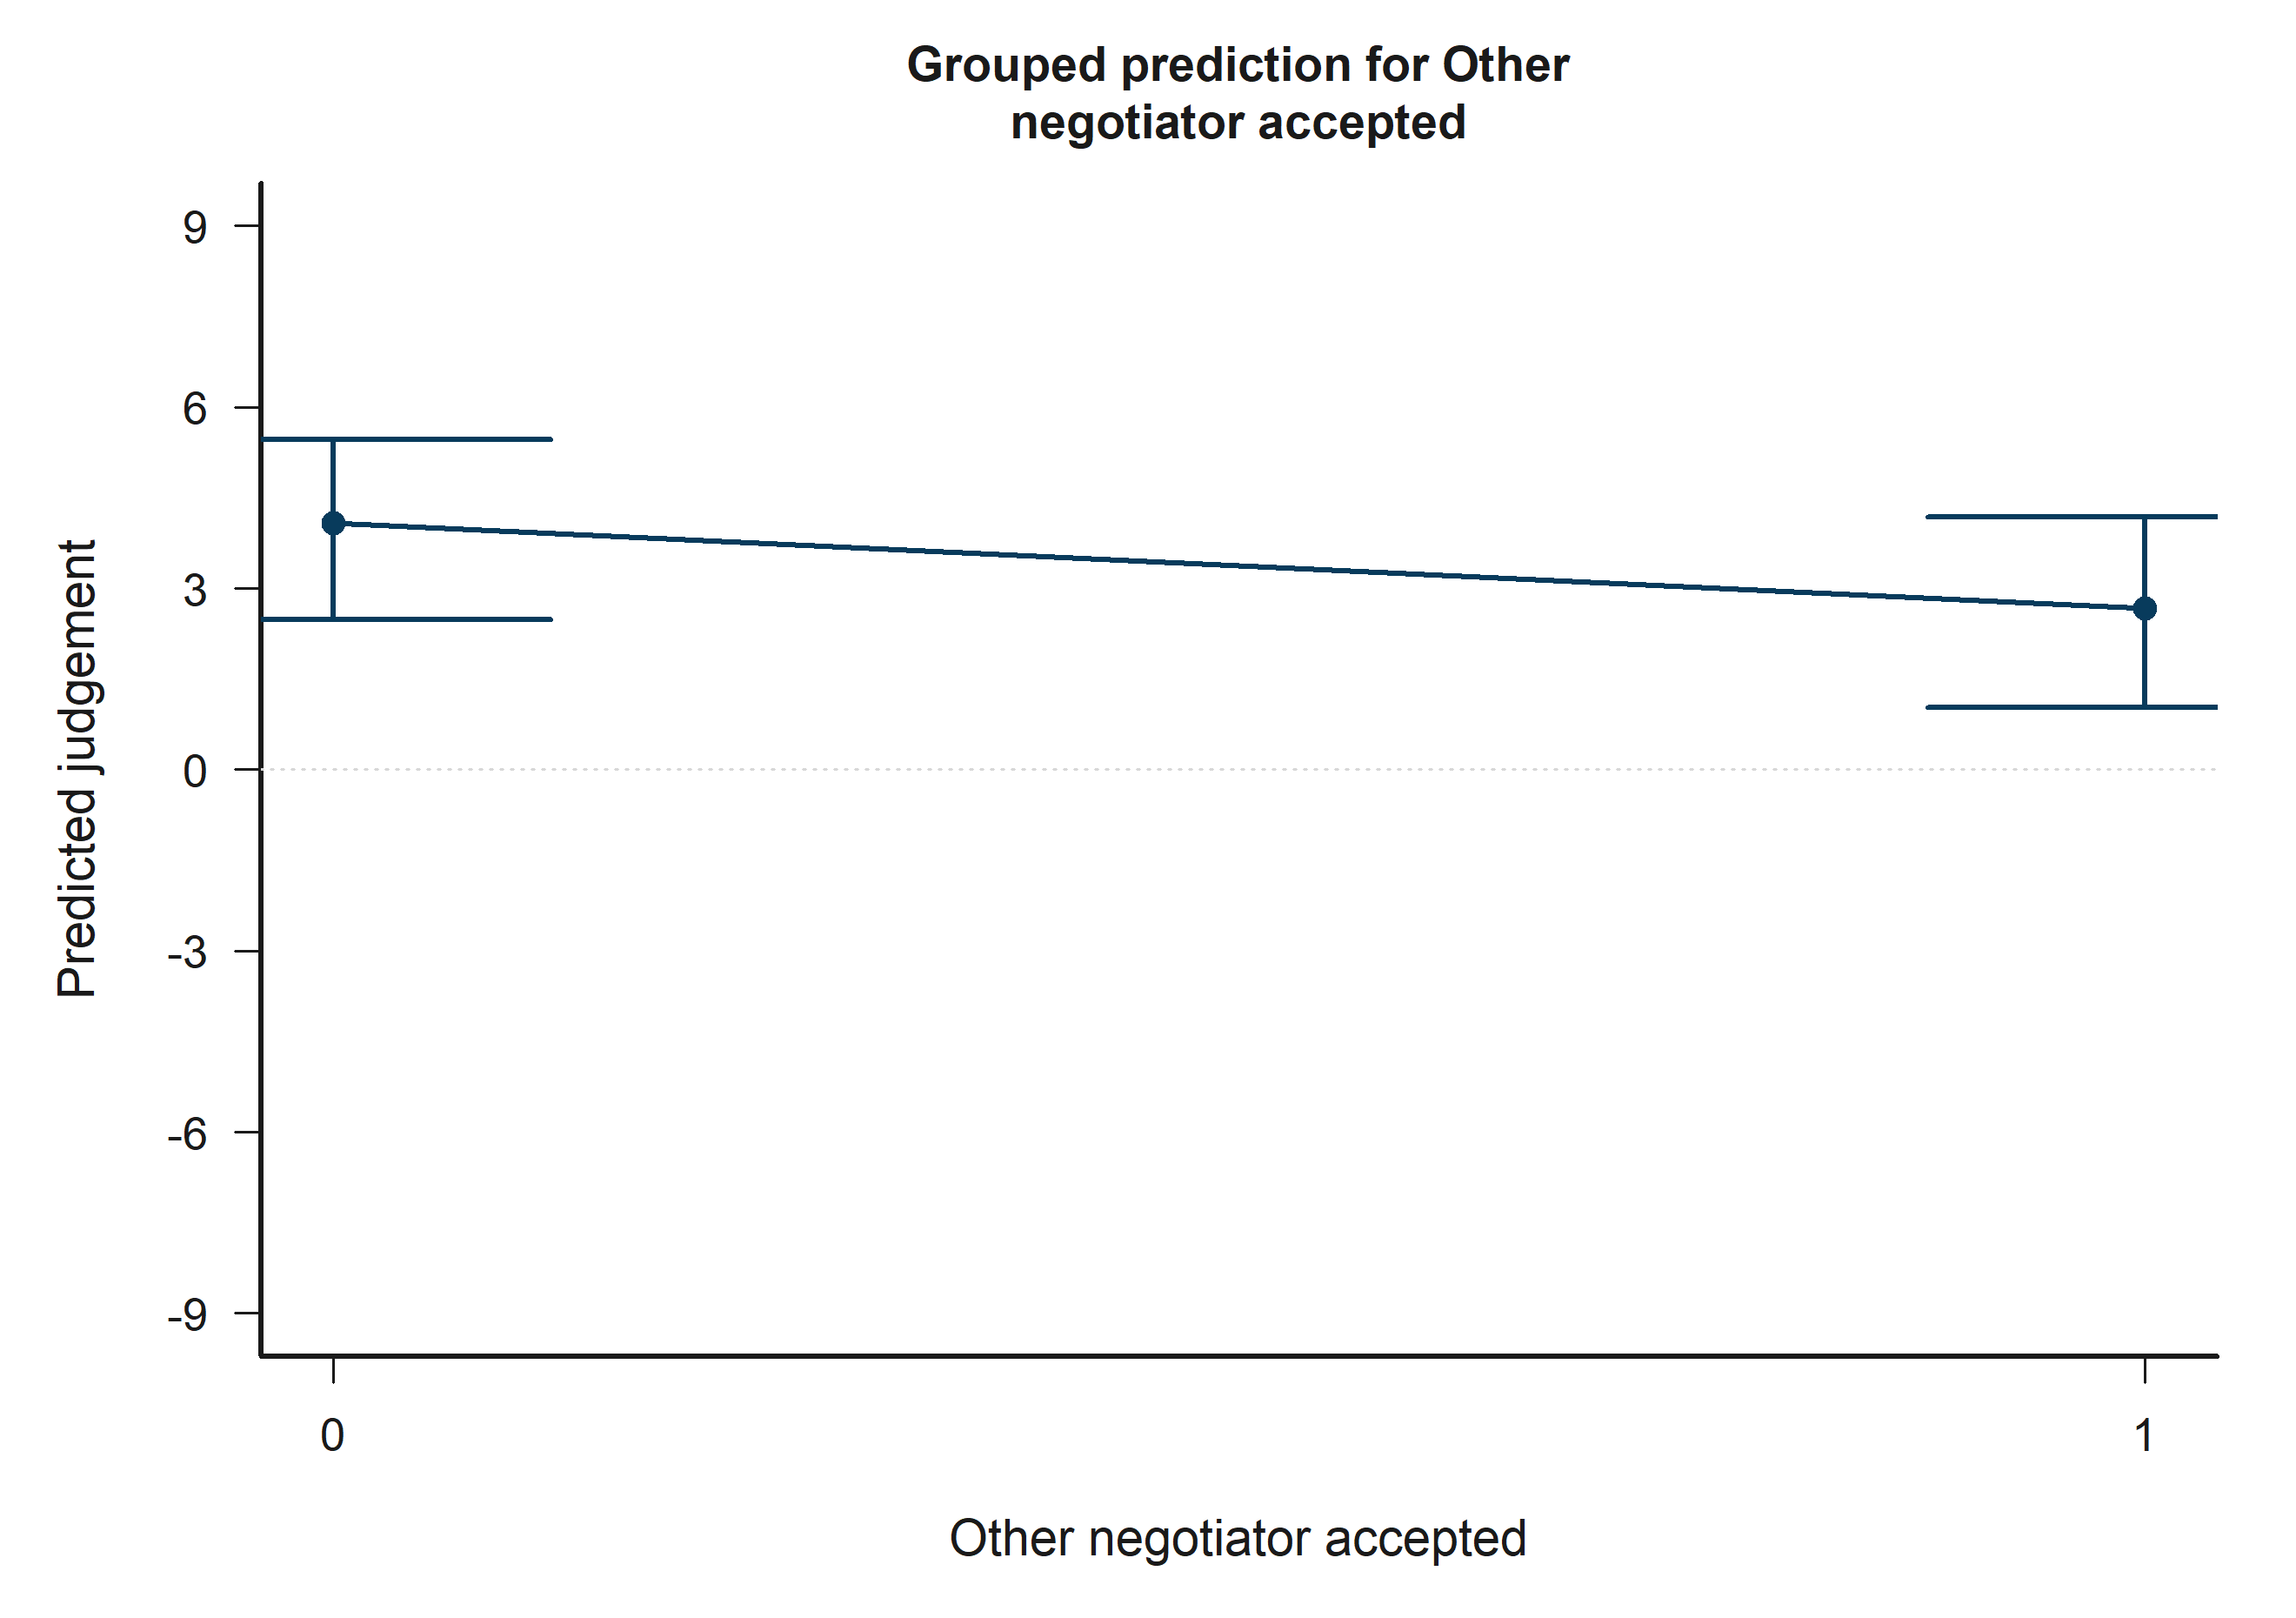 Grouped prediction for Other
negotiator accepted
9
6
3
0
-3
-6
-9
Predicted judgement
0
1
Other negotiator accepted